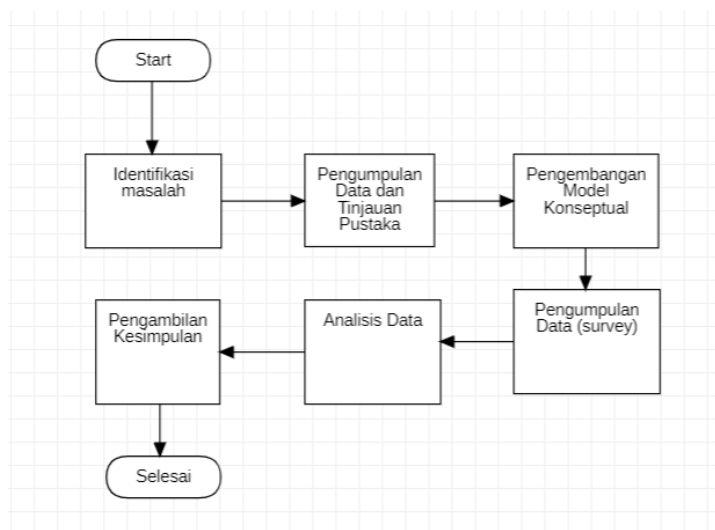 Start
Identifikasi
masalah
Pengumpulan
Data dan
Tinjauan
Pustaka
Pengembangan
Model
Konseptual
Pengumpulan
Data (survey)
Analisis Data
Pengambilan
Kesimpulan
Selesai